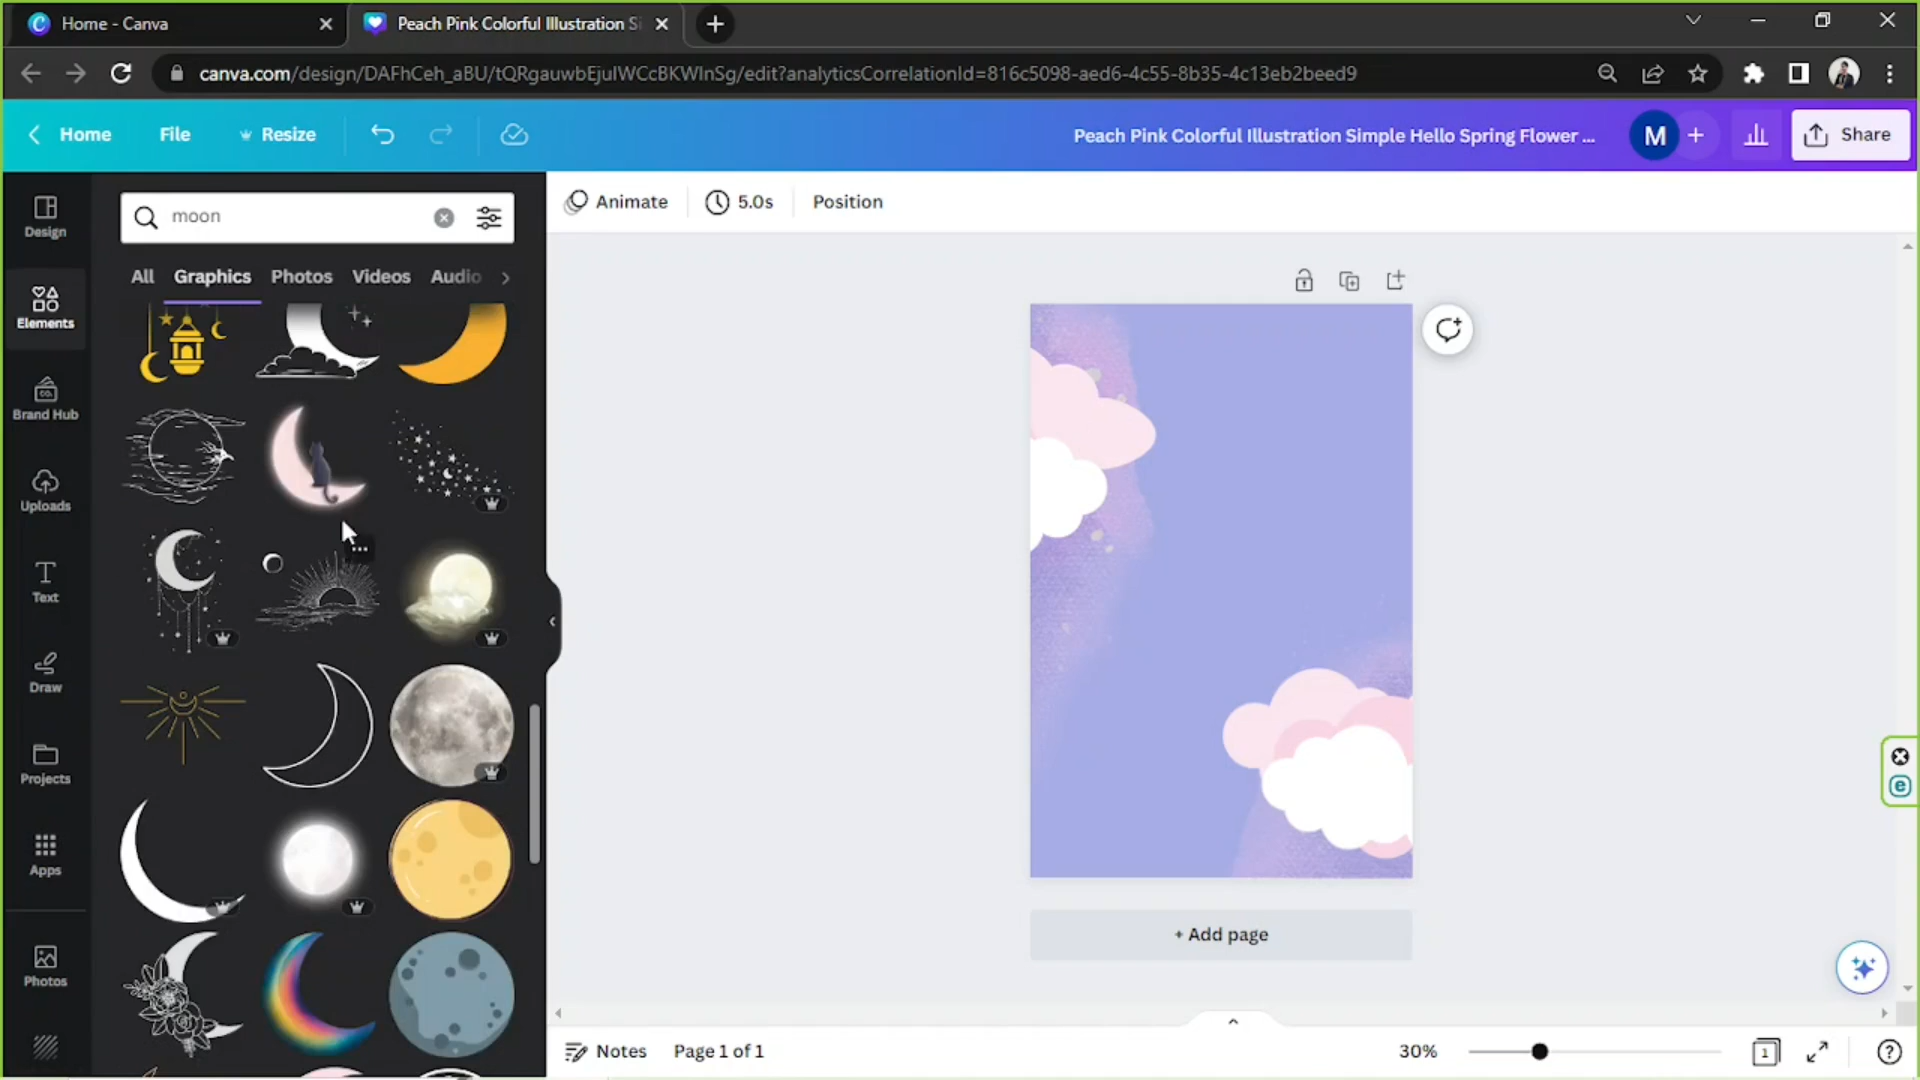 Home - Canva
Peach Pink Colorful Illustration S
canva.com/design/DAFhCeh_aBU/tQRgauwbEjulWCcBKWlnSg/edit?analyticsCorrelationId=816c5098-aed6-4c55-8b35-4c13eb2beed9
Home
File
Resize
Peach Pink Colorful Illustration Simple Hello Spring Flower ...
M
Share
Design
Elements
Brand Hub
Uploads
Text
Draw
Projects
Apps
Photos
moon
All
Graphics
Photos
Videos
Audio
Animate
5.0s
Position
+ Add page
Notes
Page 1 of 1
30%
1